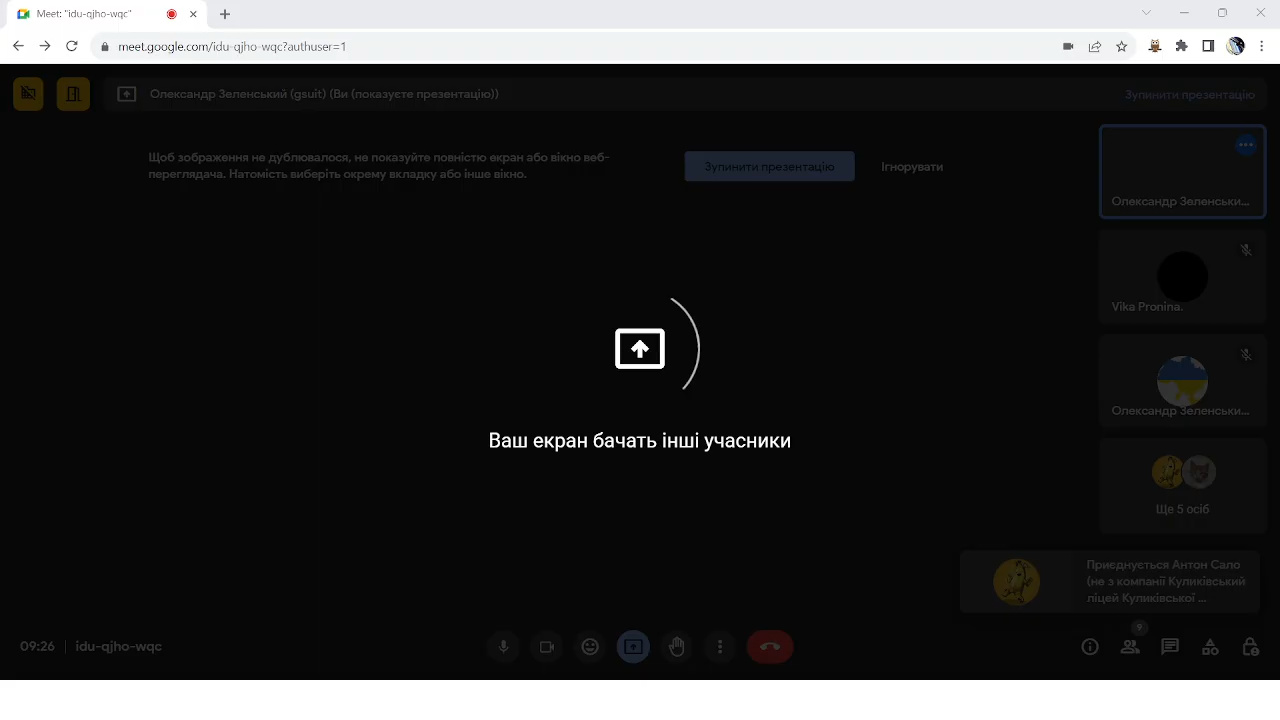 Meet: "idu-qjho-wqc"
meet.google.com/idu-qjho-wqc?authuser=1
Олександр Зеленський (gsuit) (Ви (показуєте презентацію))
Зупинити презентацію
Щоб зображення не дублювалося, не показуйте повністю екран або вікно веб-
переглядача. Натомість виберіть окрему вкладку або інше вікно.
Зупинити презентацію
Ігнорувати
Олександр Зеленськи...
Vika Pronina.
Олександр Зеленськи...
Ще 5 осіб
Ваш екран бачать інші учасники
Приєднується Антон Сало
(не з компанії Куликівський
ліцей Куликівської ...
09:26 | idu-qjho-wqc
9